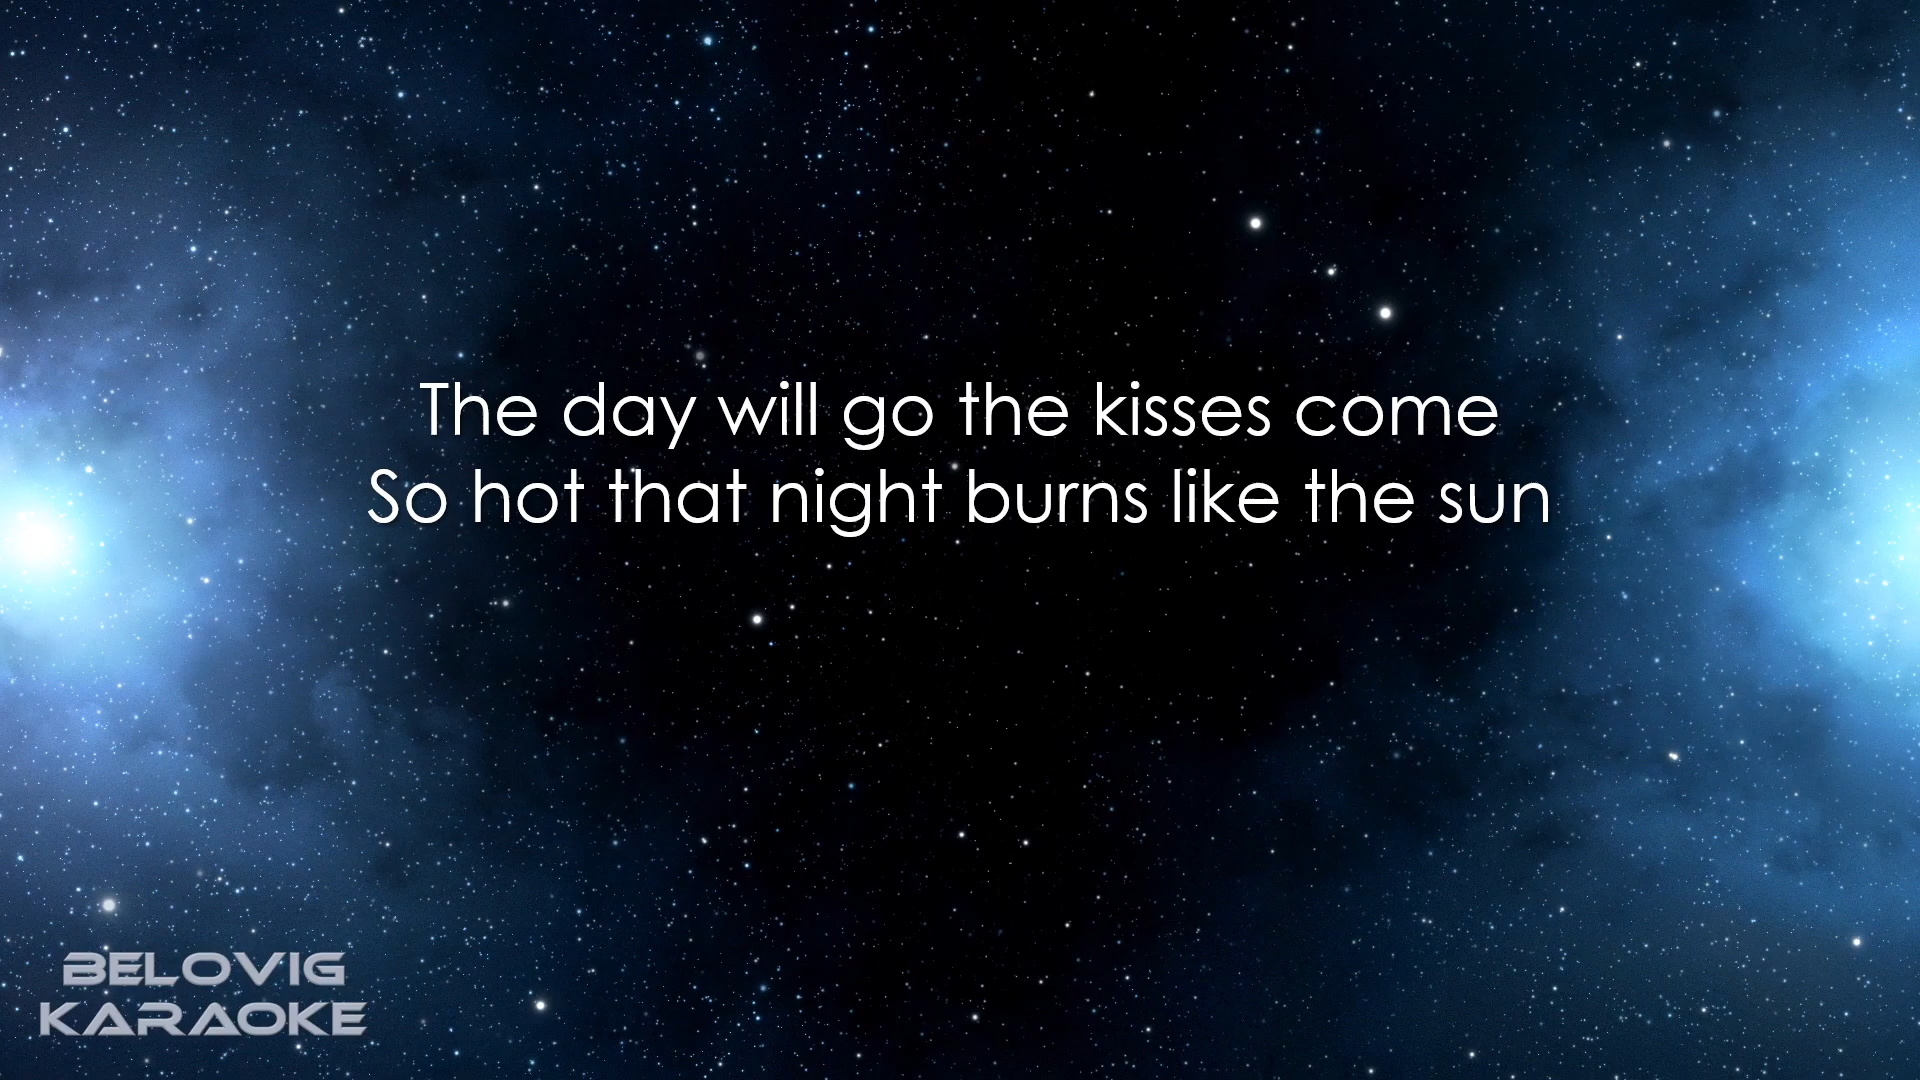 The day will go the kisses come
So hot that night burns like the sun
BELOVIG
KARAOKE